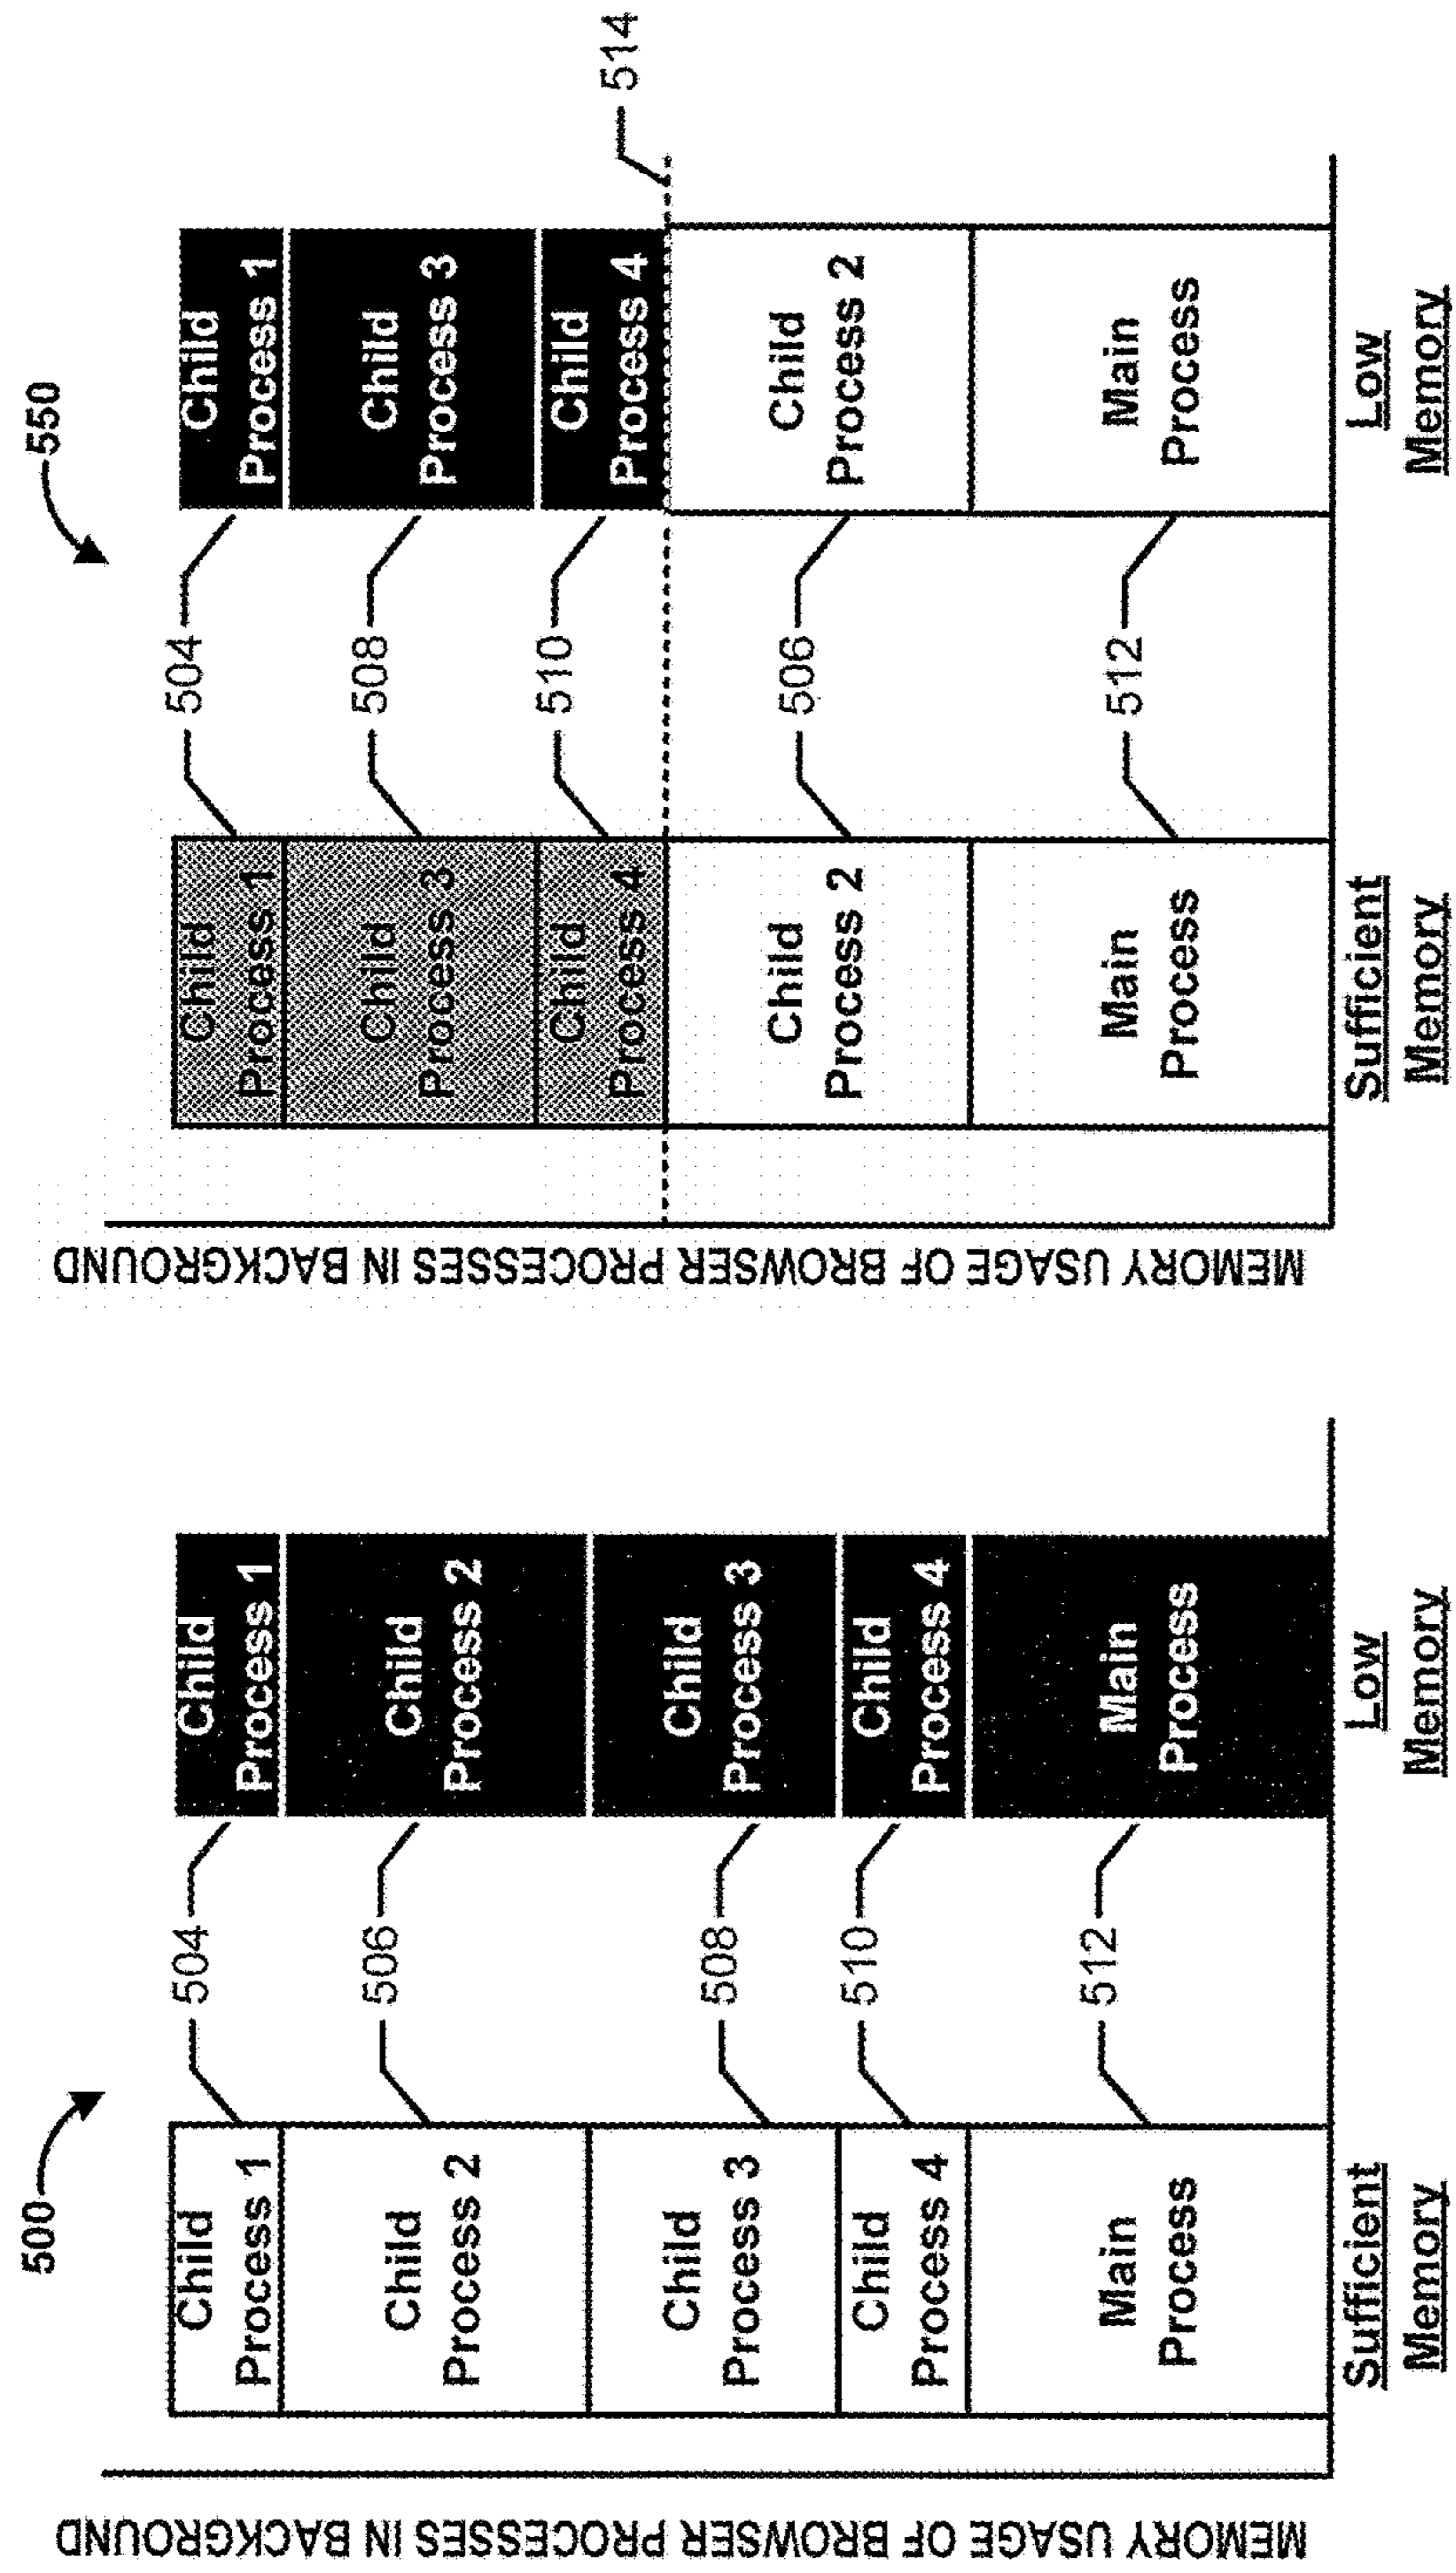 500
MEMORY USAGE OF BROWSER PROCESSES IN BACKGROUND
Child
Process 1
Child
Process 2
Child
Process 3
Child
Process 4
Main
Process
Sufficient
Memory
504
506
508
510
512
Child
Process 1
Child
Process 2
Child
Process 3
Child
Process 4
Main
Process
Low
Memory
550
MEMORY USAGE OF BROWSER PROCESSES IN BACKGROUND
Child
Process 1
Child
Process 3
Child
Process 4
Child
Process 2
Main
Process
Sufficient
Memory
504
508
510
506
512
Child
Process 1
Child
Process 3
Child
Process 4
Child
Process 2
Main
Process
Low
Memory
514